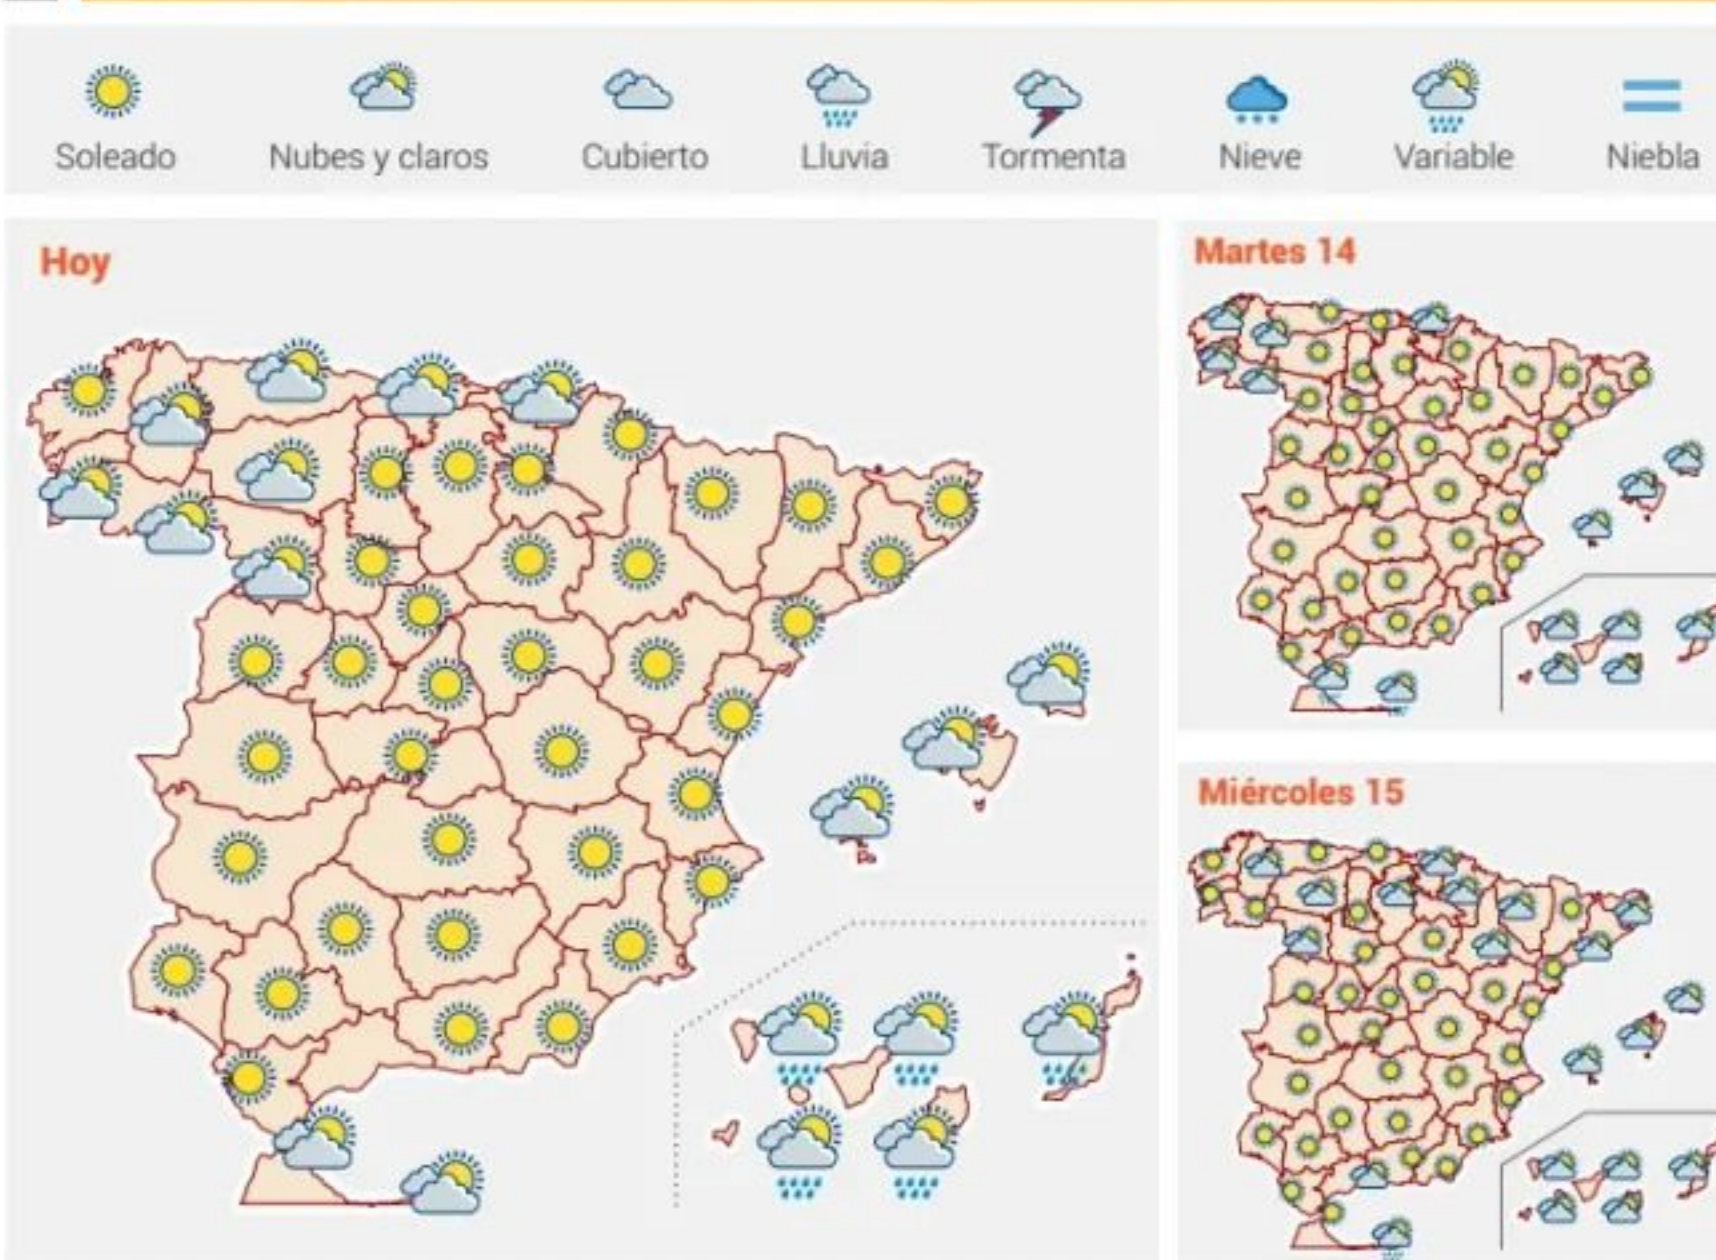 Soleado
Nubes y claros
Cubierto
Lluvia
Tormenta
Nieve
Variable
Niebla
Hoy
Martes 14
Miércoles 15